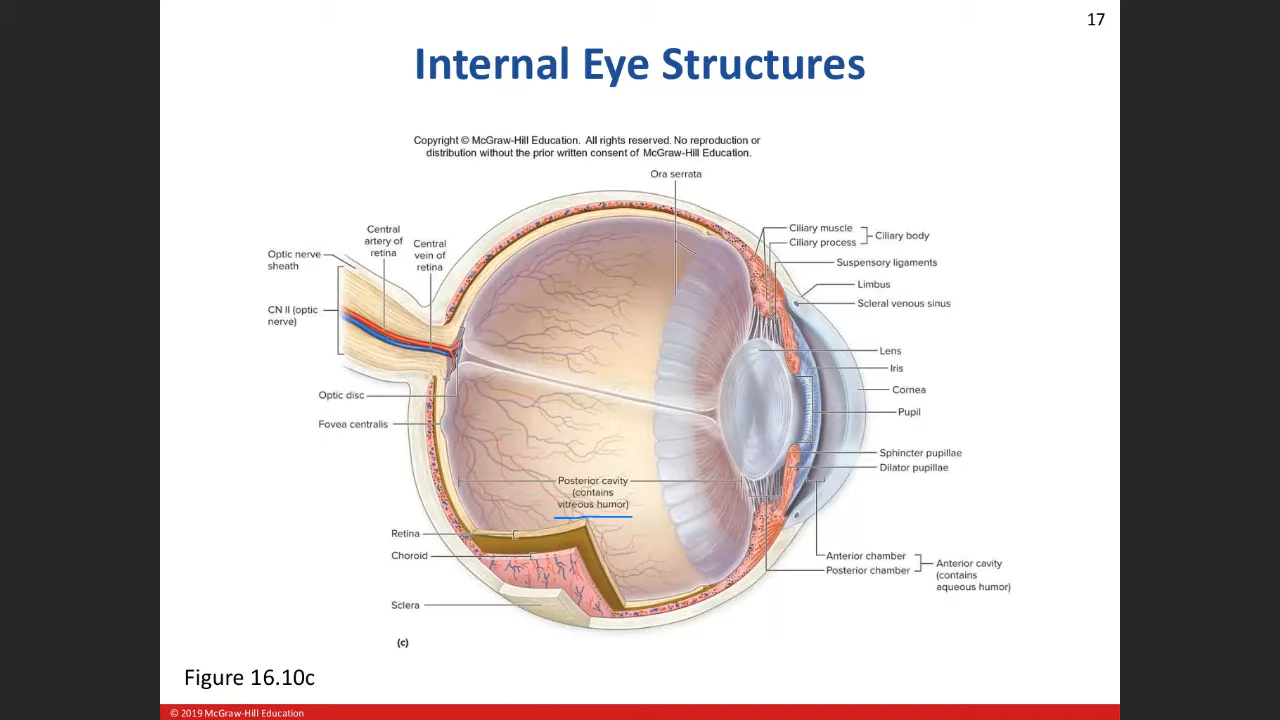 17
Internal Eye Structures
Copyright © McGraw-Hill Education. All rights reserved. No reproduction or
distribution without the prior written consent of McGraw-Hill Education.
Ora serrata
Central
artery of
retina
Central
vein of
retina
Optic nerve
sheath
CN II (optic
nerve)
Optic disc
Fovea centralis
Ciliary muscle
Ciliary process
Ciliary body
Suspensory ligaments
Limbus
Scleral venous sinus
Lens
Iris
Cornea
Pupil
Sphincter pupillae
Dilator pupillae
Posterior cavity
(contains
vitreous humor)
Retina
Choroid
Sclera
Anterior chamber
Posterior chamber
Anterior cavity
(contains
aqueous humor)
(c)
Figure 16.10c
© 2019 McGraw-Hill Education